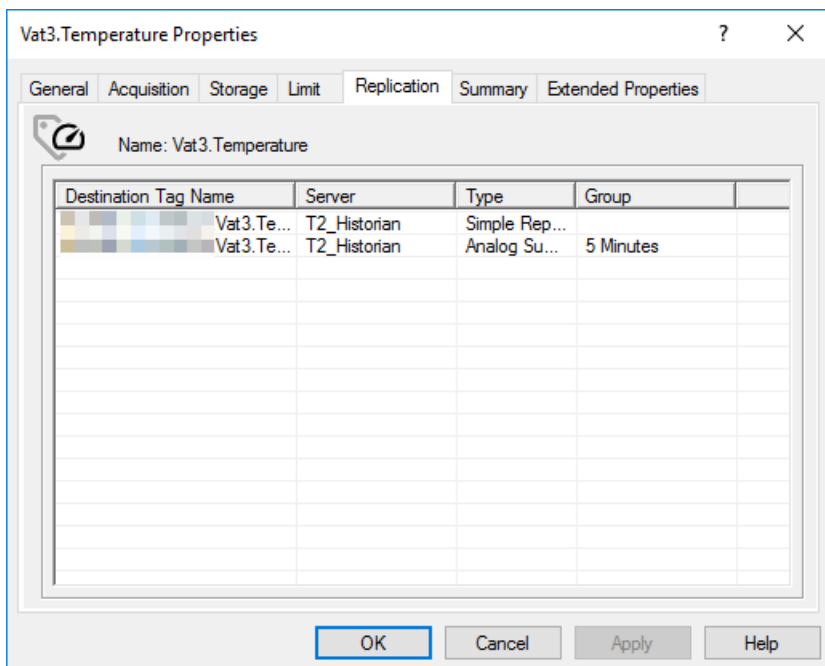 Vat3.Temperature Properties ? X
General Acquisition Storage Limit Replication Summary Extended Properties
Name: Vat3.Temperature
Destination Tag Name Server Type Group
Vat3.Te... T2_Historian Simple Rep...
Vat3.Te... T2_Historian Analog Su... 5 Minutes
OK Cancel Apply Help